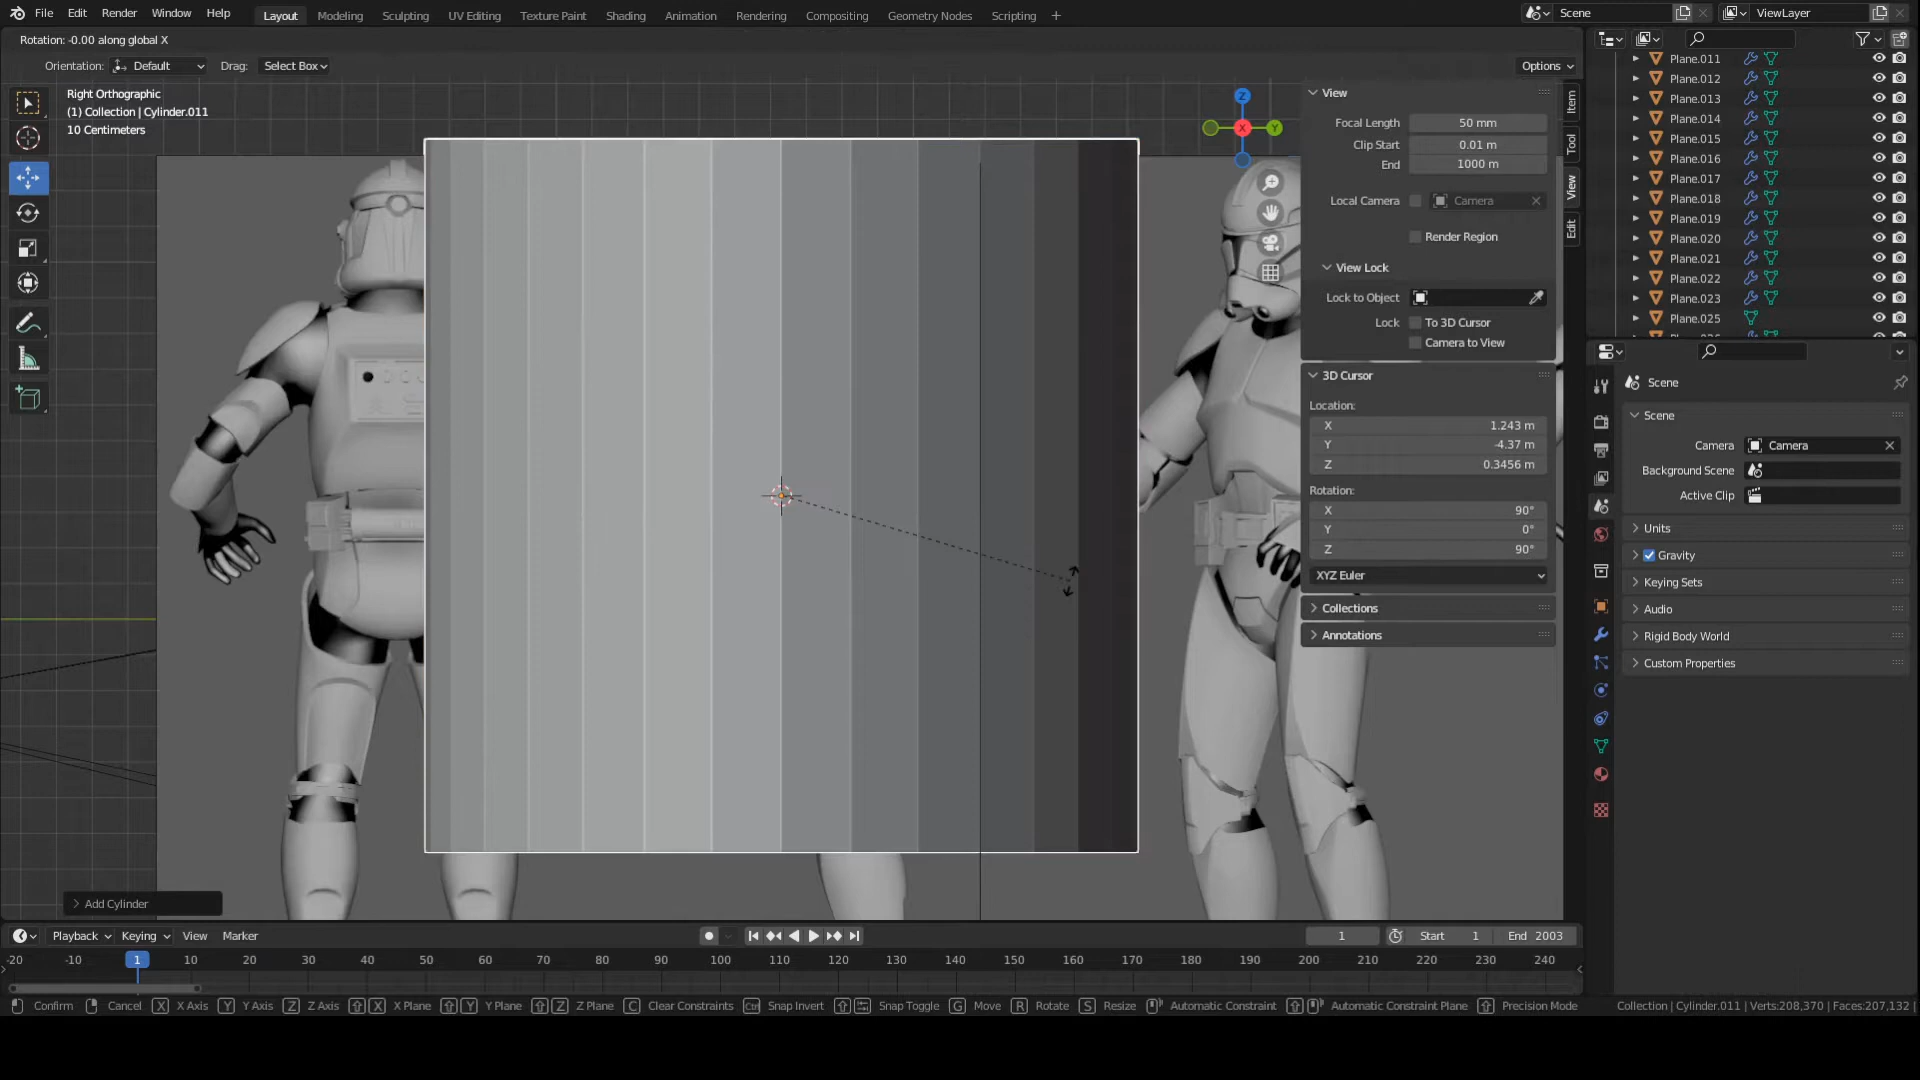 File Edit Render Window Help Layout Modeling Sculpting UV Editing Texture Paint Shading Animation Rendering Compositing Geometry Nodes Scripting + Scene ViewLayer
Rotation: -0.00 along global X
Orientation: Default Drag: Select Box Options
Right Orthographic
(1) Collection | Cylinder.011
10 Centimeters
Z
X
Y
View
Focal Length 50 mm
Clip Start 0.01 m
End 1000 m
Local Camera Camera
Render Region
View Lock
Lock to Object
Lock To 3D Cursor
Camera to View
3D Cursor
Location:
X 1.243 m
Y -4.37 m
Z 0.3456 m
Rotation:
X 90°
Y 0°
Z 90°
XYZ Euler
Collections
Annotations
Item
Tool
View
Edit
Plane.011
Plane.012
Plane.013
Plane.014
Plane.015
Plane.016
Plane.017
Plane.018
Plane.019
Plane.020
Plane.021
Plane.022
Plane.023
Plane.025
Scene
Scene
Camera Camera
Background Scene
Active Clip
Units
Gravity
Keying Sets
Audio
Rigid Body World
Custom Properties
Add Cylinder
Playback Keying View Marker 1 Start 1 End 2003
-20 -10 1 10 20 30 40 50 60 70 80 90 100 110 120 130 140 150 160 170 180 190 200 210 220 230 240
Confirm Cancel X X Axis Y Y Axis Z Z Axis X X Plane Y Y Plane Z Z Plane C Clear Constraints Ctrl Snap Invert Snap Toggle G Move R Rotate S Resize Automatic Constraint Automatic Constraint Plane Precision Mode Collection | Cylinder.011 | Verts:208,370 | Faces:207,132 |